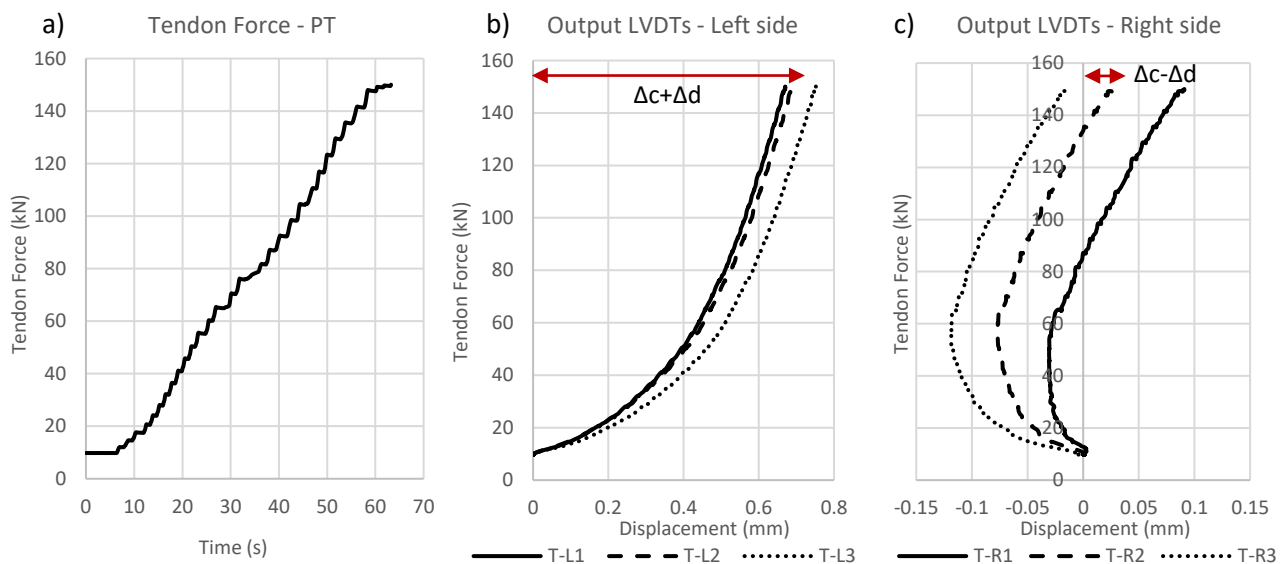 a) Tendon Force - PT
Tendon Force (kN)
160
140
120
100
80
60
40
20
0
0 10 20 30 40 50 60 70
Time (s)
b) Output LVDTs - Left side
Δc+Δd
Tendon Force (kN)
160
140
120
100
80
60
40
20
0
0 0.2 0.4 0.6 0.8
Displacement (mm)
T-L1 T-L2 T-L3
c) Output LVDTs - Right side
Δc-Δd
Tendon Force (kN)
160
140
120
100
80
60
40
20
0
-0.15 -0.1 -0.05 0 0.05 0.1 0.15
Displacement (mm)
T-R1 T-R2 T-R3